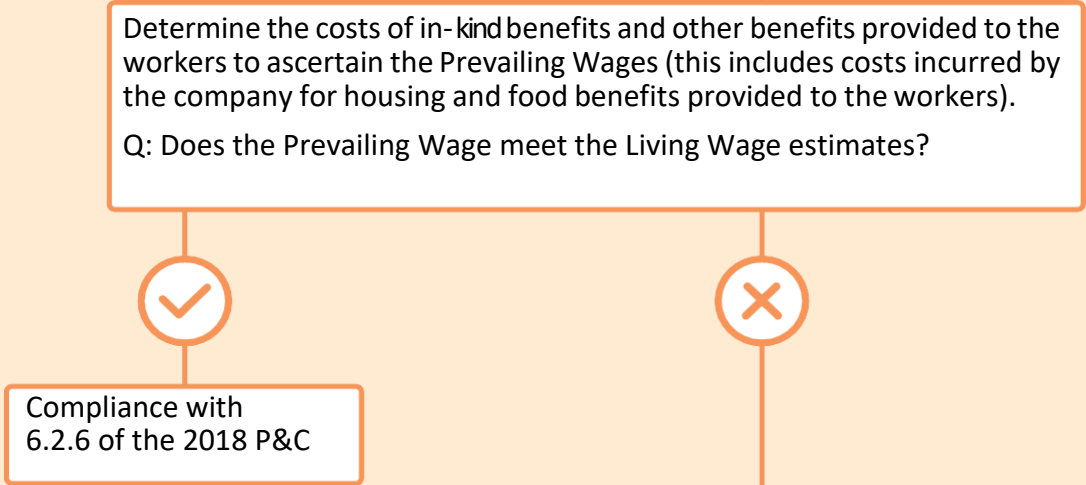 Determine the costs of in-kind benefits and other benefits provided to the
workers to ascertain the Prevailing Wages (this includes costs incurred by
the company for housing and food benefits provided to the workers).
Q: Does the Prevailing Wage meet the Living Wage estimates?
Compliance with
6.2.6 of the 2018 P&C